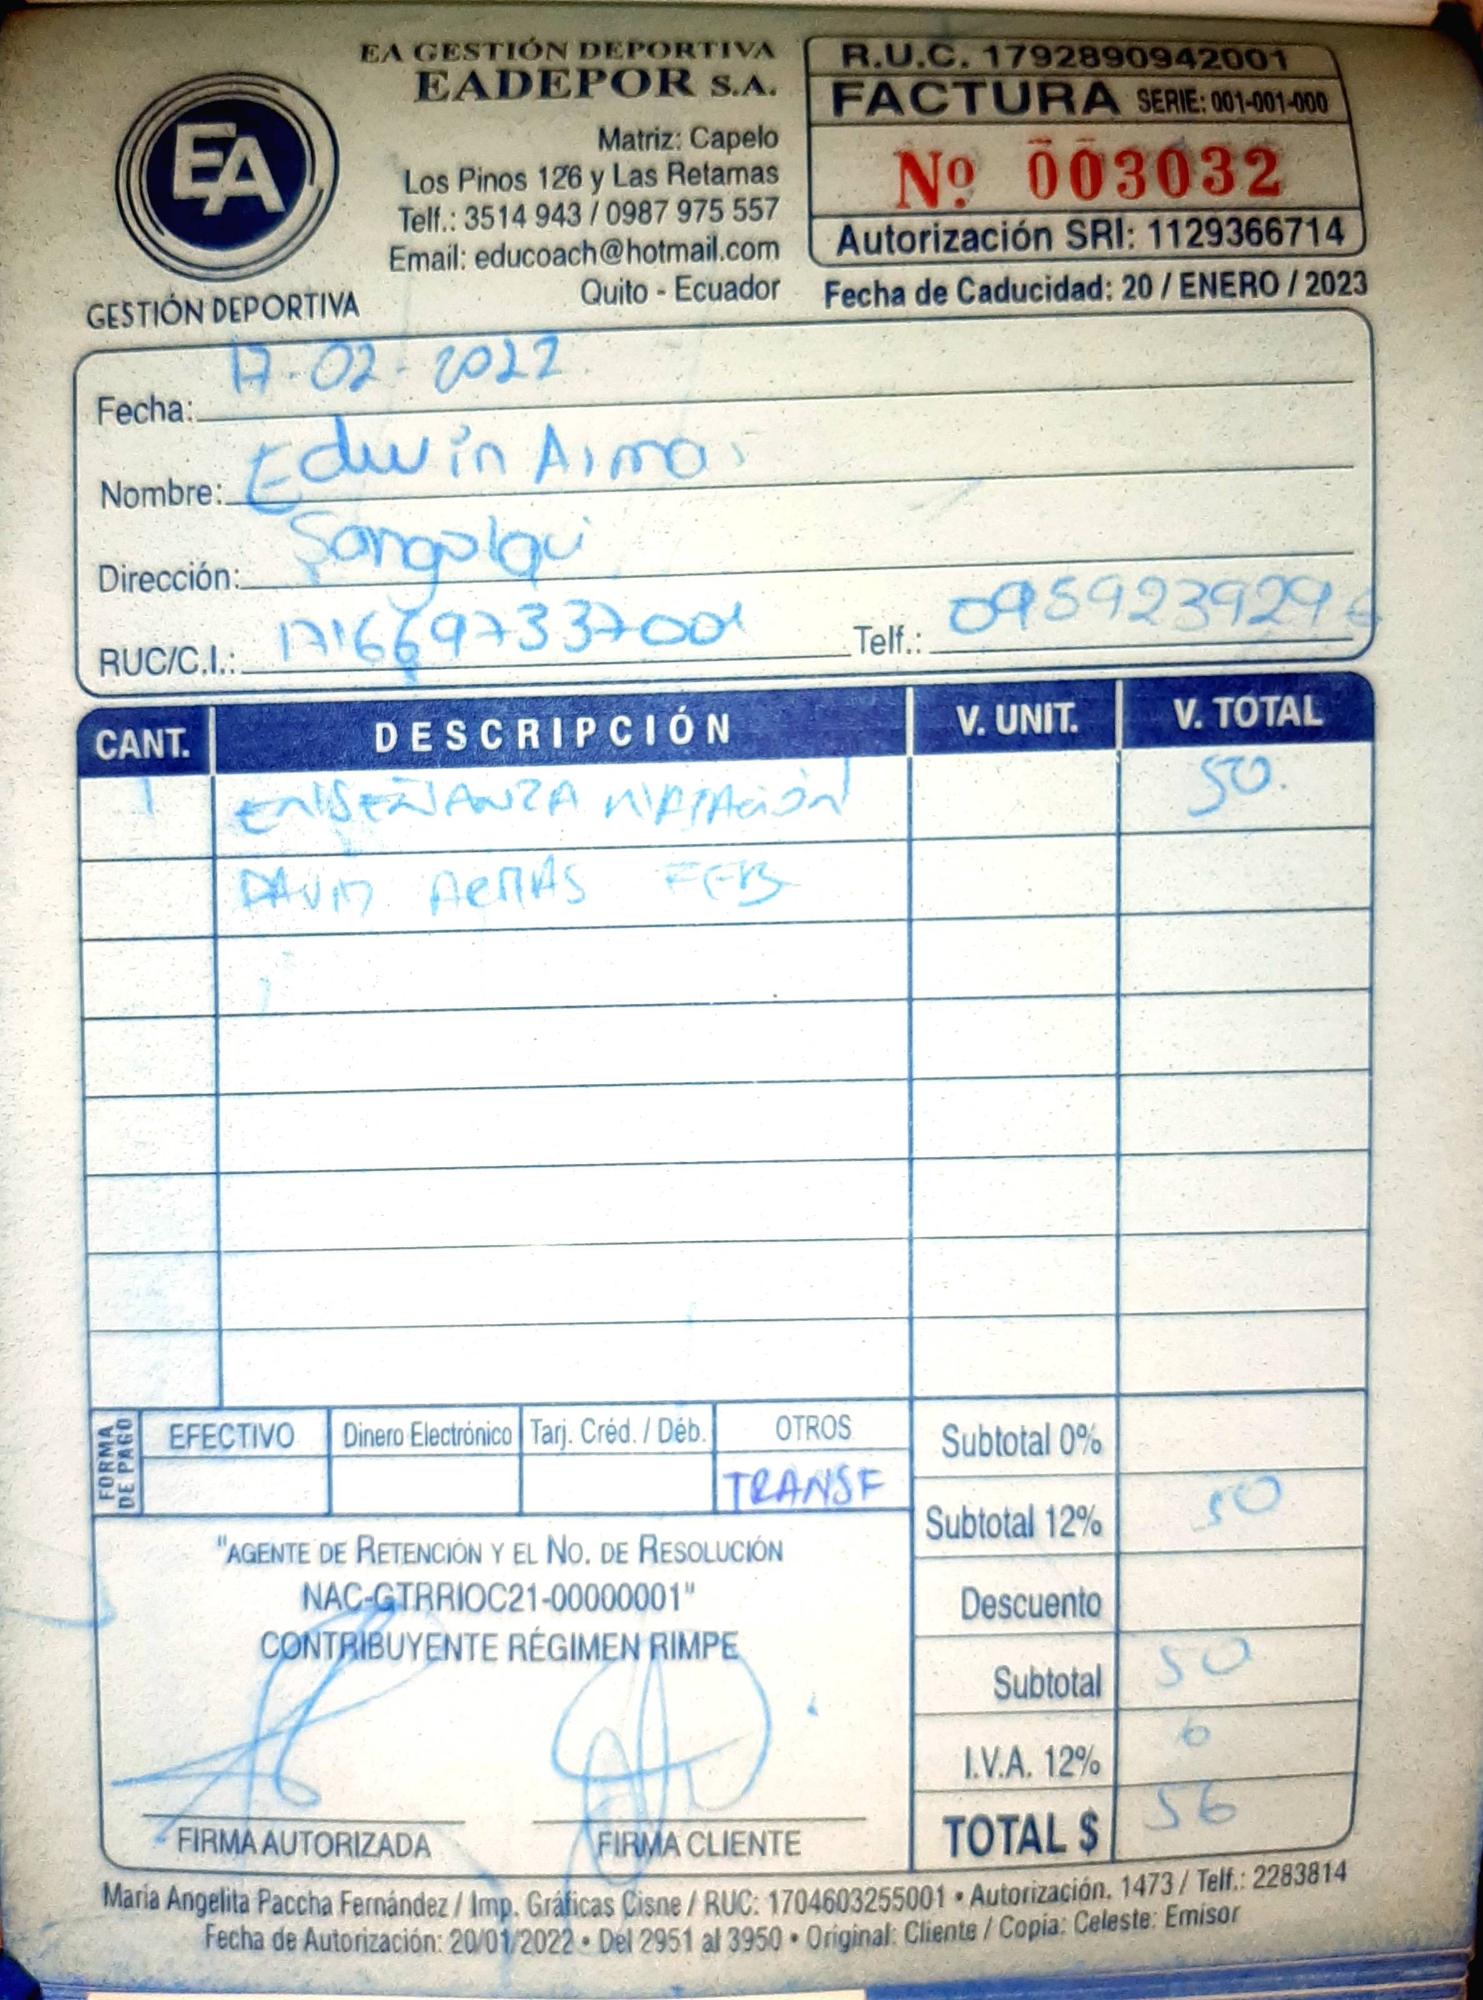 EA GESTIÓN DEPORTIVA
EADEPOR S.A.
EA
GESTIÓN DEPORTIVA
Matriz: Capelo
Los Pinos 126 y Las Retamas
Telf.: 3514 943 / 0987 975 557
Email: educoach@hotmail.com
Quito - Ecuador
R.U.C. 1792890942001
FACTURA SERIE: 001-001-000
Nº 003032
Autorización SRI: 1129366714
Fecha de Caducidad: 20 / ENERO / 2023
Fecha: 17-02-2022
Nombre: Edwin Armas
Dirección: Sangolqui
RUC/C.I.: 1716697337001 Telf.: 0959239296
CANT. DESCRIPCIÓN V. UNIT. V. TOTAL
1 ENSEÑANZA NATACIÓN 50.
DAVID ARMAS FEB
FORMA DE PAGO
EFECTIVO Dinero Electrónico Tarj. Créd. / Déb. OTROS
TRANSF
Subtotal 0%
Subtotal 12% 50
Descuento
Subtotal 50
I.V.A. 12% 6
TOTAL $ 56
"AGENTE DE RETENCIÓN Y EL NO. DE RESOLUCIÓN
NAC-GTRRIOC21-00000001"
CONTRIBUYENTE RÉGIMEN RIMPE
FIRMA AUTORIZADA FIRMA CLIENTE
María Angelita Paccha Fernández / Imp. Gráficas Cisne / RUC: 1704603255001 • Autorización. 1473 / Telf.: 2283814
Fecha de Autorización: 20/01/2022 • Del 2951 al 3950 • Original: Cliente / Copia: Celeste: Emisor